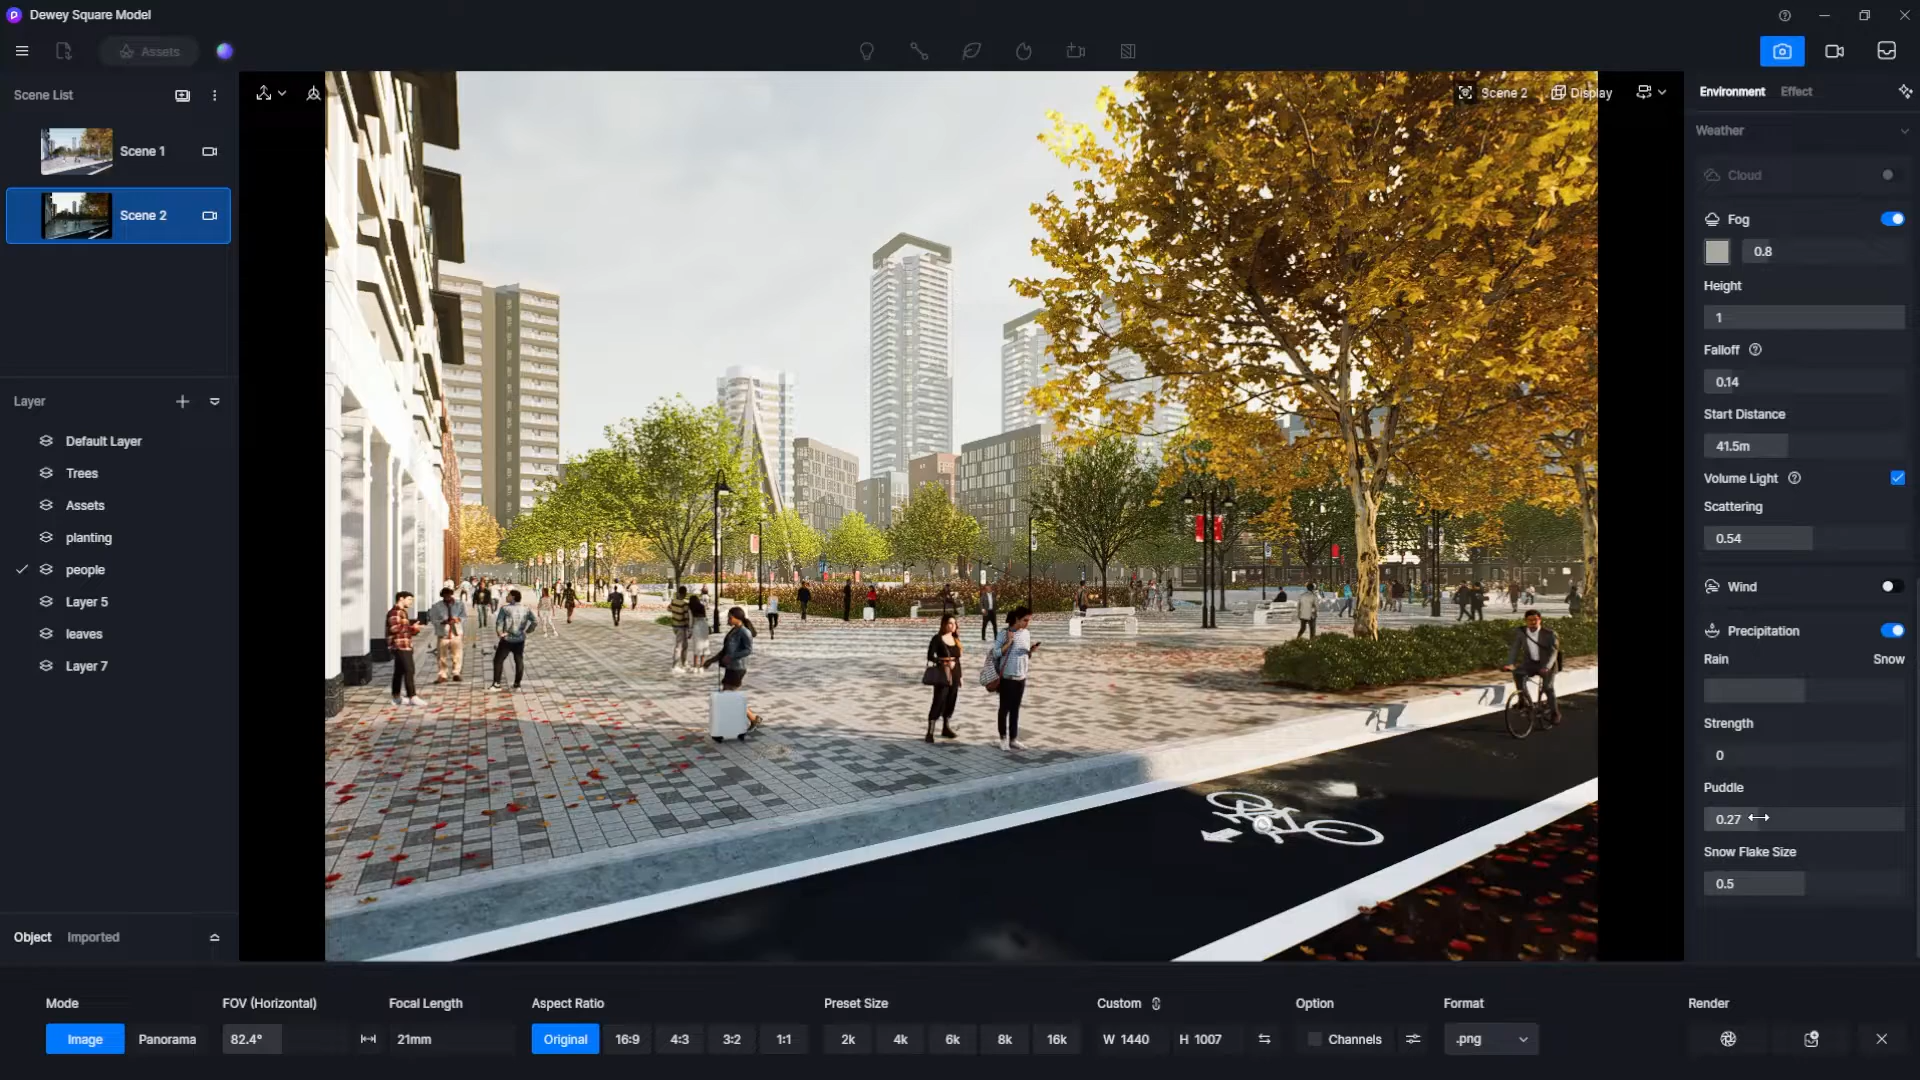 Dewey Square Model
Assets
Scene List
Scene 1
Scene 2
Layer
Default Layer
Trees
Assets
planting
people
Layer 5
leaves
Layer 7
Object Imported
Scene 2 Display
Environment Effect
Weather
Cloud
Fog
0.8
Height
1
Falloff
0.14
Start Distance
41.5m
Volume Light
Scattering
0.54
Wind
Precipitation
Rain Snow
Strength
0
Puddle
0.27
Snow Flake Size
0.5
Mode FOV (Horizontal) Focal Length Aspect Ratio Preset Size Custom Option Format Render
Image Panorama 82.4° 21mm Original 16:9 4:3 3:2 1:1 2k 4k 6k 8k 16k W 1440 H 1007 Channels .png